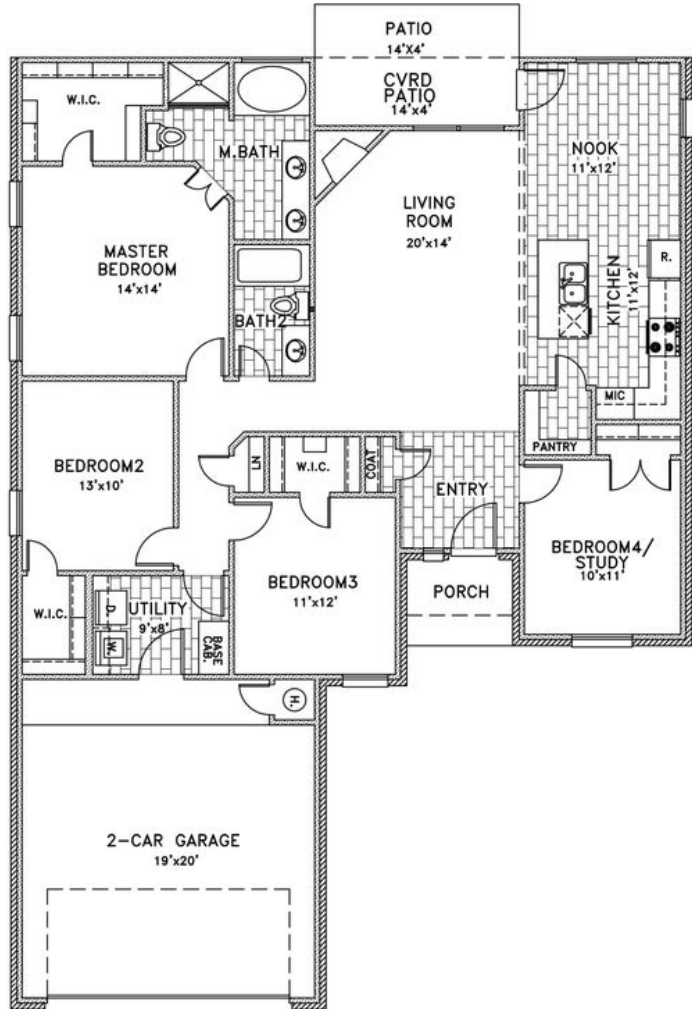 PATIO
14'X4'
CVRD
PATIO
14'x4'
W.I.C.
M.BATH
NOOK
11'x12'
LIVING
ROOM
20'x14'
MASTER
BEDROOM
14'x14'
KITCHEN
11'x12'
R.
BATH2
MIC
PANTRY
BEDROOM2
13'x10'
LN
W.I.C.
COAT
ENTRY
BEDROOM4/
STUDY
10'x11'
BEDROOM3
11'x12'
PORCH
W.I.C.
D.
UTILITY
9'x8'
W.
BASE
CAB.
H.
2-CAR GARAGE
19'x20'